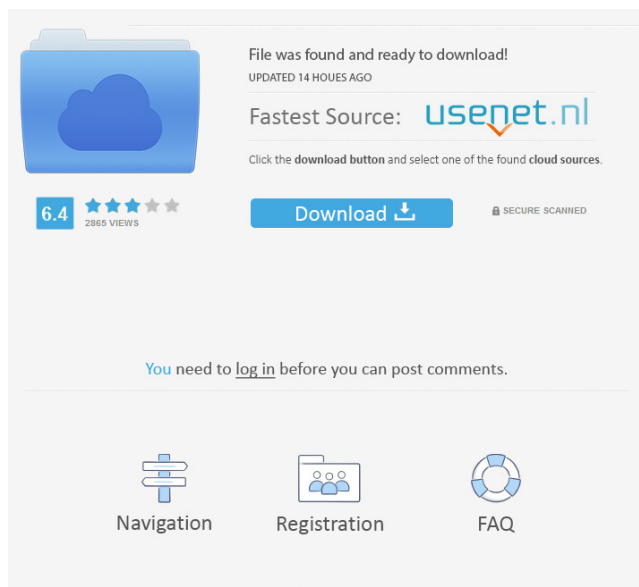 File was found and ready to download!
UPDATED 14 HOUES AGO
Fastest Source: usenet.nl
Click the download button and select one of the found cloud sources.
6.4
2865 VIEWS
Download
SECURE SCANNED
You need to log in before you can post comments.
Navigation
Registration
FAQ